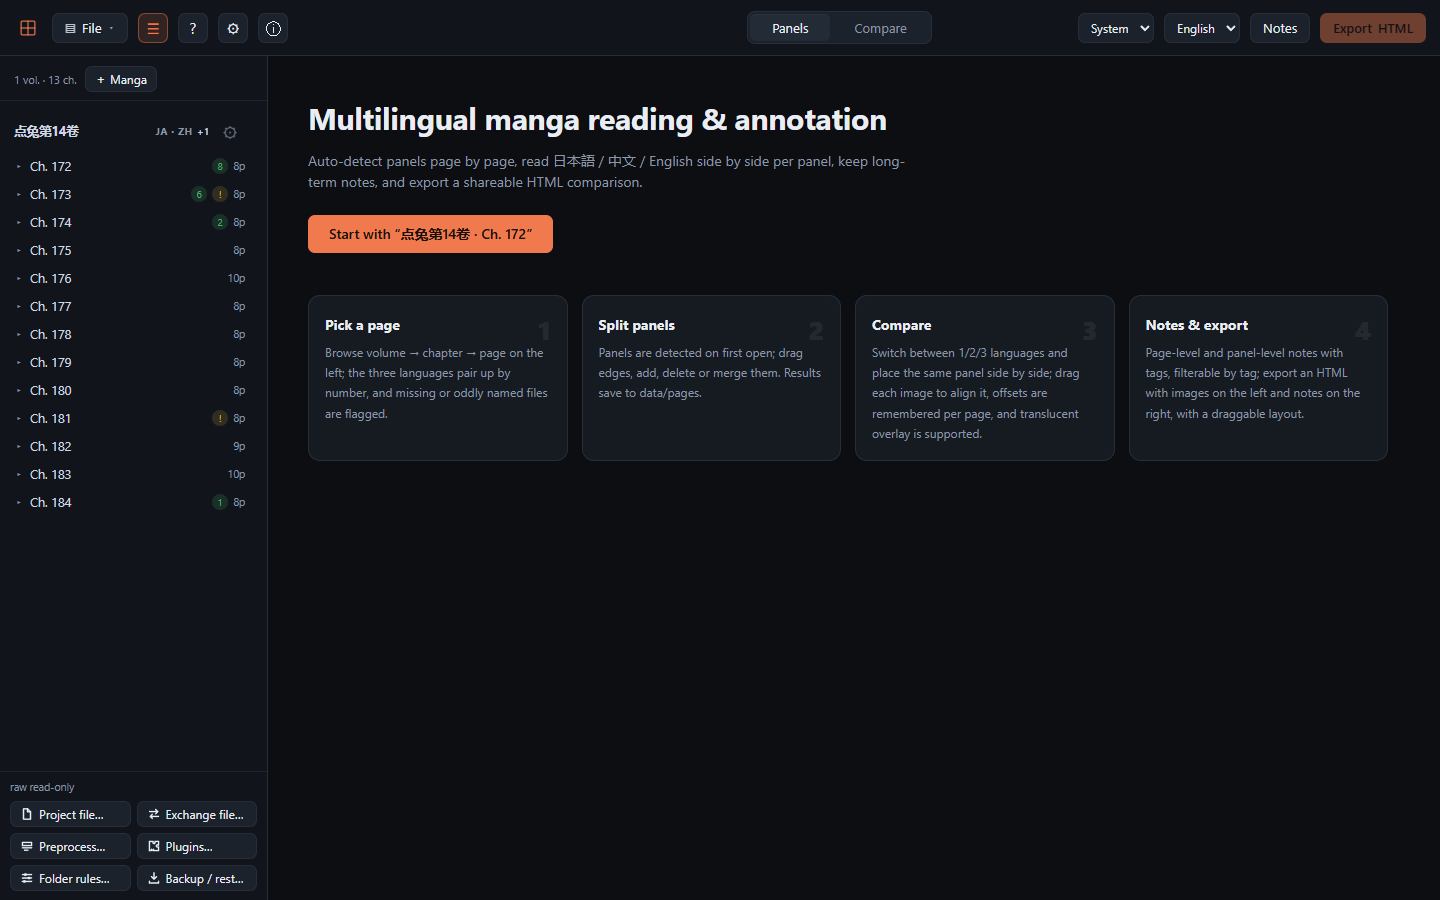 File
?
Panels
Compare
System
English
Notes
Export HTML
1 vol. · 13 ch.
+ Manga
点兔第14卷
JA · ZH +1
Ch. 172 8 8p
Ch. 173 6 ! 8p
Ch. 174 2 8p
Ch. 175 8p
Ch. 176 10p
Ch. 177 8p
Ch. 178 8p
Ch. 179 8p
Ch. 180 8p
Ch. 181 ! 8p
Ch. 182 9p
Ch. 183 10p
Ch. 184 1 8p
raw read-only
Project file...
Exchange file...
Preprocess...
Plugins...
Folder rules...
Backup / rest...
Multilingual manga reading & annotation
Auto-detect panels page by page, read 日本語 / 中文 / English side by side per panel, keep long-
term notes, and export a shareable HTML comparison.
Start with “点兔第14卷 · Ch. 172”
Pick a page
1
Browse volume → chapter → page on the
left; the three languages pair up by
number, and missing or oddly named files
are flagged.
Split panels
2
Panels are detected on first open; drag
edges, add, delete or merge them. Results
save to data/pages.
Compare
3
Switch between 1/2/3 languages and
place the same panel side by side; drag
each image to align it, offsets are
remembered per page, and translucent
overlay is supported.
Notes & export
4
Page-level and panel-level notes with
tags, filterable by tag; export an HTML
with images on the left and notes on the
right, with a draggable layout.